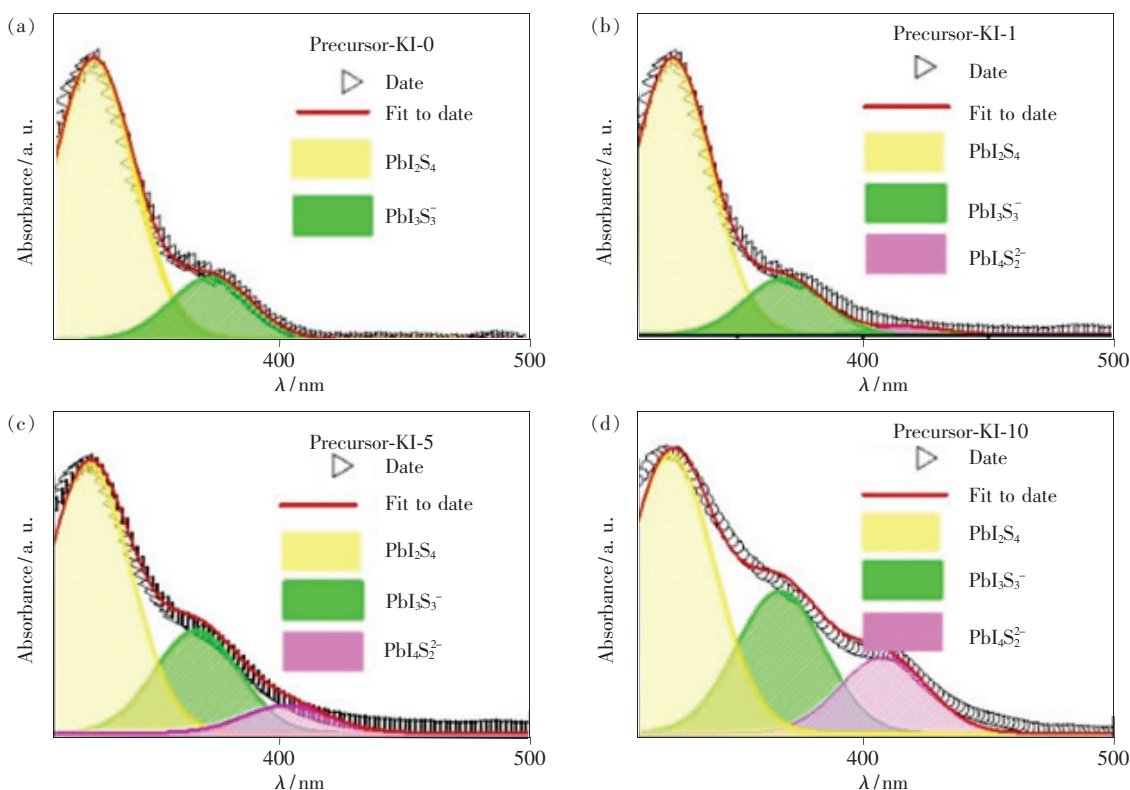 (a)
Precursor-KI-0
Date
Fit to date
PbI₂S₄
PbI₃S₃⁻
Absorbance/a. u.
400
500
λ/nm
(b)
Precursor-KI-1
Date
Fit to date
PbI₂S₄
PbI₃S₃⁻
PbI₄S₂²⁻
Absorbance/a. u.
400
500
λ/nm
(c)
Precursor-KI-5
Date
Fit to date
PbI₂S₄
PbI₃S₃⁻
PbI₄S₂²⁻
Absorbance/a. u.
400
500
λ/nm
(d)
Precursor-KI-10
Date
Fit to date
PbI₂S₄
PbI₃S₃⁻
PbI₄S₂²⁻
Absorbance/a. u.
400
500
λ/nm